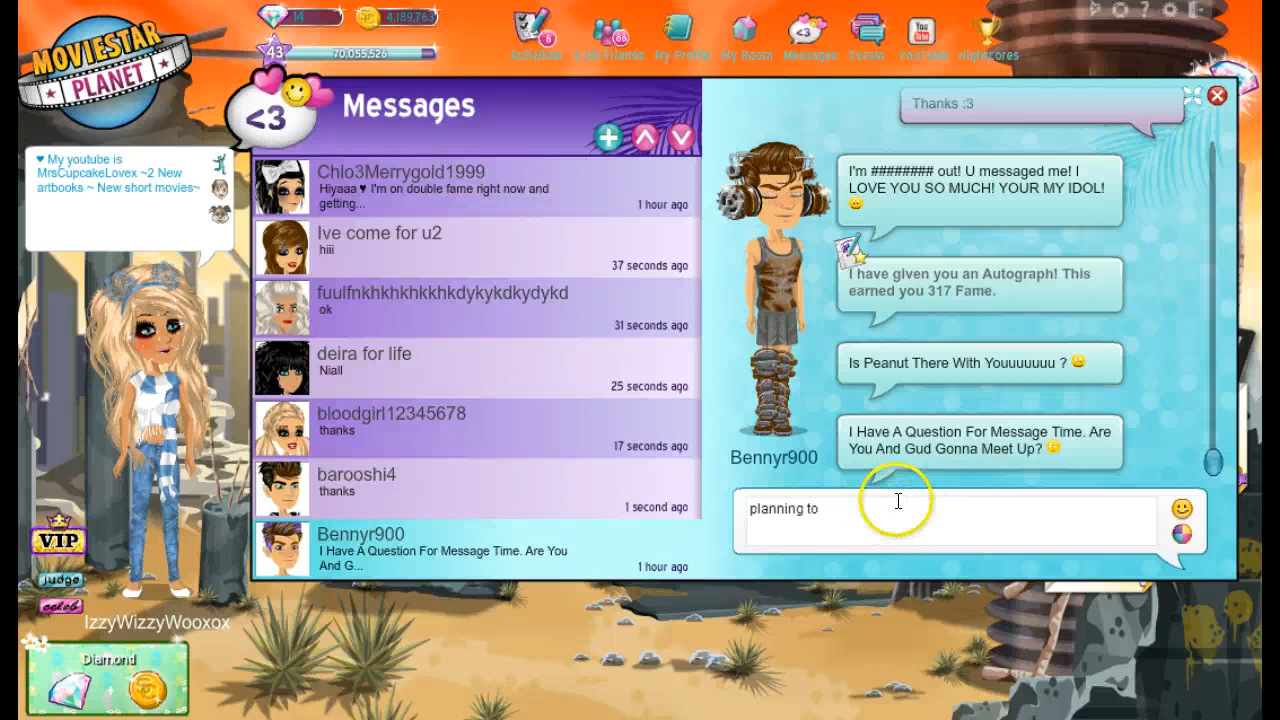 MOVIESTAR
PLANET
14
4,189,763
43
70,055,526
6
Activities
Friends
My Profile
My Room
<3
Messages
Forum
You
Tube
YouTube
Highscores
♥ My youtube is
MrsCupcakeLovex ~2 New
artbooks ~ New short movies~
<3
Messages
Chlo3Merrygold1999
Hiyaaa ♥ I'm on double fame right now and
getting...
1 hour ago
Ive come for u2
hiii
37 seconds ago
fuulfnkhkhkhkkhkdykykdkydykd
ok
31 seconds ago
deira for life
Niall
25 seconds ago
bloodgirl12345678
thanks
17 seconds ago
barooshi4
thanks
1 second ago
Bennyr900
I Have A Question For Message Time. Are You
And G...
1 hour ago
Thanks :3
I'm ######## out! U messaged me! I
LOVE YOU SO MUCH! YOUR MY IDOL!
I have given you an Autograph! This
earned you 317 Fame.
Is Peanut There With Youuuuuuu ?
I Have A Question For Message Time. Are
You And Gud Gonna Meet Up?
Bennyr900
planning to
VIP
judge
celeb
IzzyWizzyWooxox
Diamond